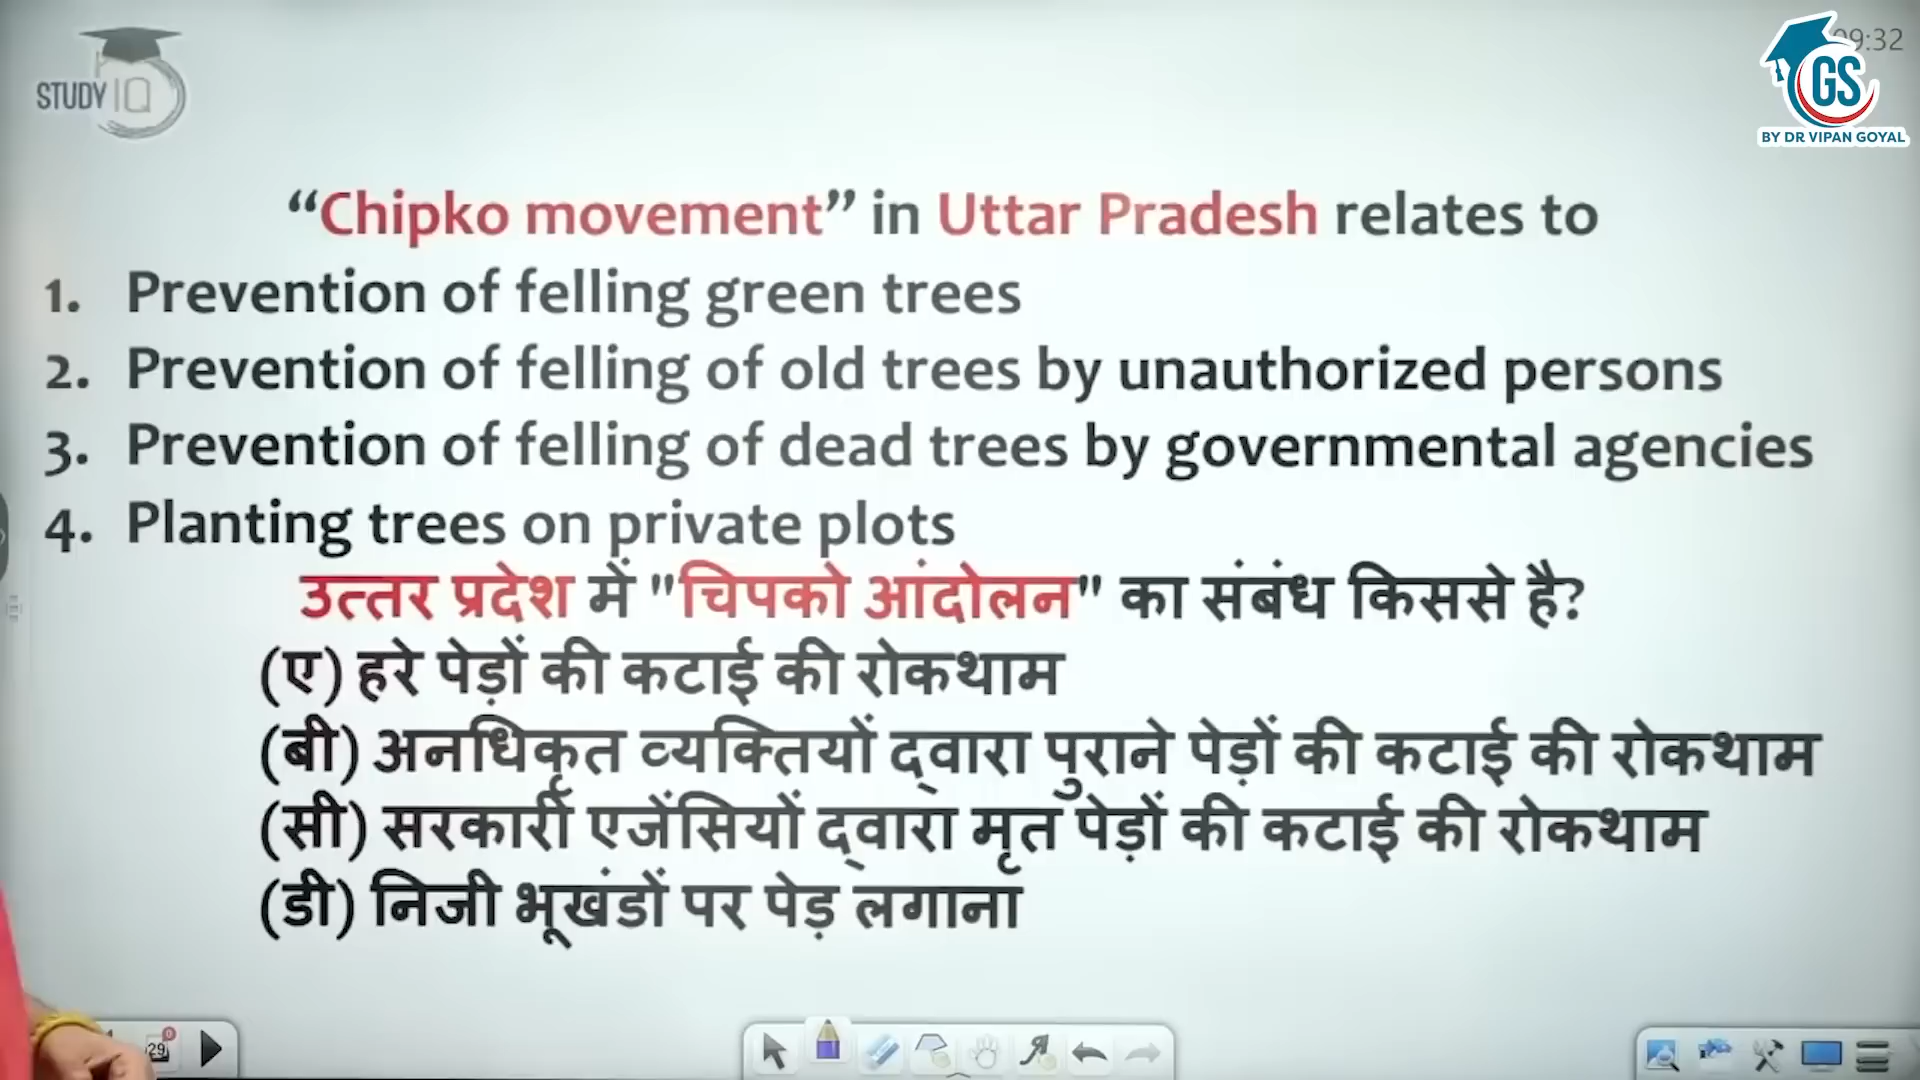 STUDY IQ
09:32
GS
BY DR VIPAN GOYAL
“Chipko movement” in Uttar Pradesh relates to
1. Prevention of felling green trees
2. Prevention of felling of old trees by unauthorized persons
3. Prevention of felling of dead trees by governmental agencies
4. Planting trees on private plots
उत्तर प्रदेश में "चिपको आंदोलन" का संबंध किससे है?
(ए) हरे पेड़ों की कटाई की रोकथाम
(बी) अनधिकृत व्यक्तियों द्वारा पुराने पेड़ों की कटाई की रोकथाम
(सी) सरकारी एजेंसियों द्वारा मृत पेड़ों की कटाई की रोकथाम
(डी) निजी भूखंडों पर पेड़ लगाना
29
0